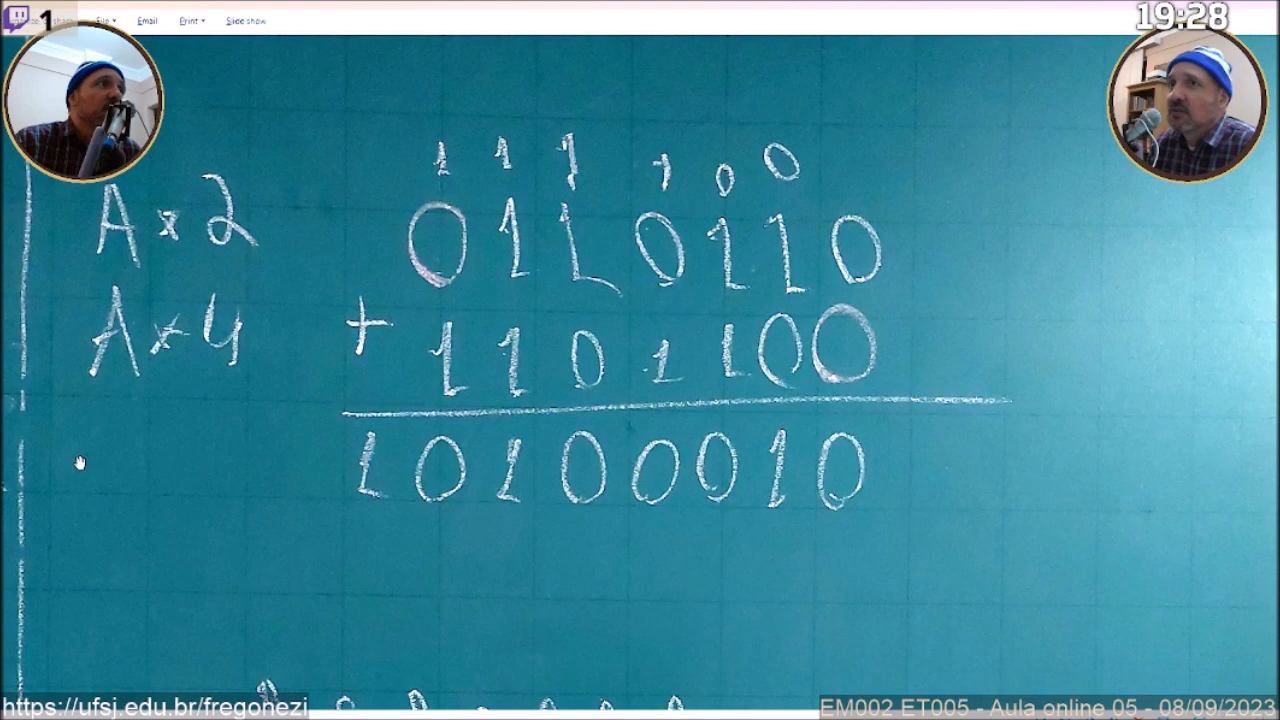 1 File ▾ Email Print ▾ Slide show
19:28
1 1 1 1 0 0
A x 2 0 1 1 0 1 1 0
A x 4 + 1 1 0 1 1 0 0
1 0 1 0 0 0 1 0
https://ufsj.edu.br/fregonezi
EM002 ET005 - Aula online 05 - 08/09/2023